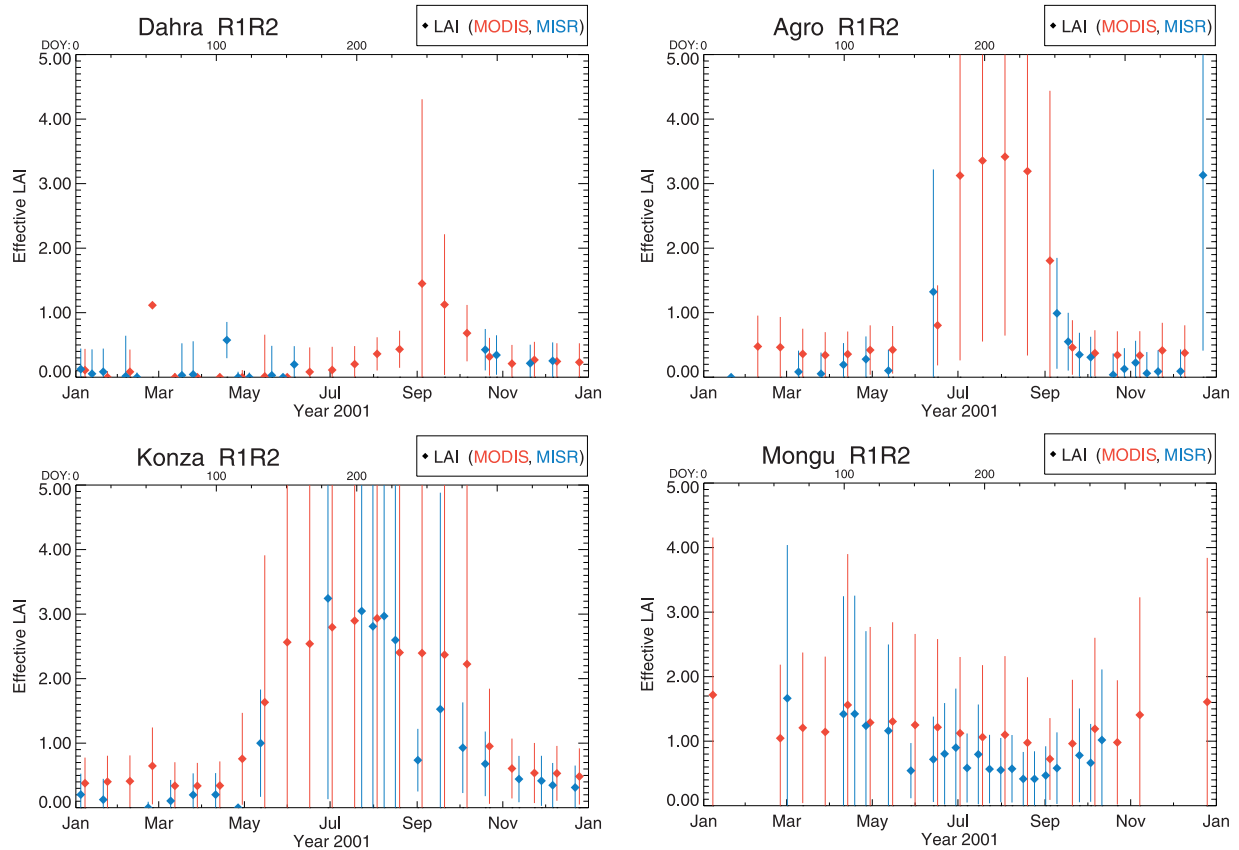 Dahra R1R2
◆ LAI (MODIS, MISR)
DOY: 0 100 200
5.00
4.00
3.00
2.00
1.00
0.00
Effective LAI
Jan Mar May Jul Sep Nov Jan
Year 2001
Agro R1R2
◆ LAI (MODIS, MISR)
DOY: 0 100 200
5.00
4.00
3.00
2.00
1.00
0.00
Effective LAI
Jan Mar May Jul Sep Nov Jan
Year 2001
Konza R1R2
◆ LAI (MODIS, MISR)
DOY: 0 100 200
5.00
4.00
3.00
2.00
1.00
0.00
Effective LAI
Jan Mar May Jul Sep Nov Jan
Year 2001
Mongu R1R2
◆ LAI (MODIS, MISR)
DOY: 0 100 200
5.00
4.00
3.00
2.00
1.00
0.00
Effective LAI
Jan Mar May Jul Sep Nov Jan
Year 2001